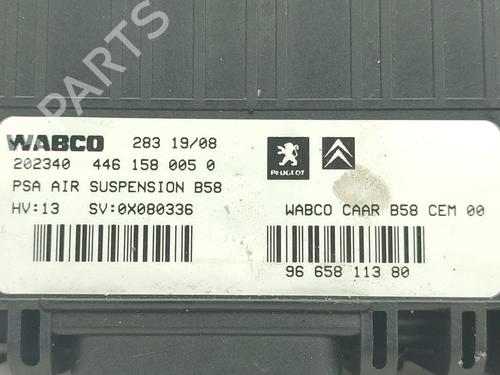 WABCO 283 19/08
202340 446 158 005 0
PEUGEOT
PSA AIR SUSPENSION B58
HV:13 SV:0X080336
WABCO CAAR B58 CEM 00
96 658 113 80
B PARTS